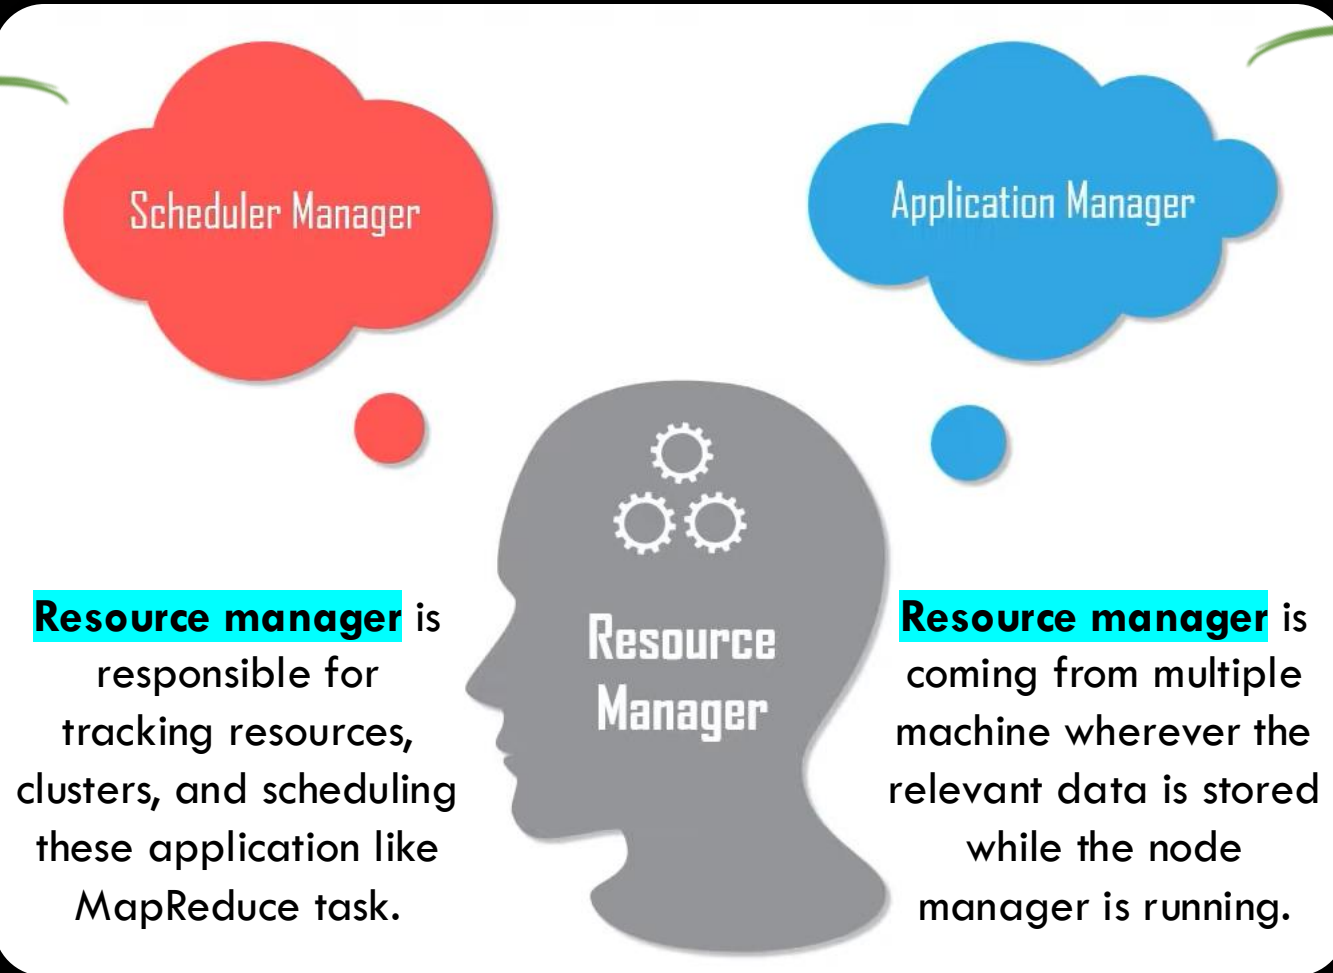 Scheduler Manager
Application Manager
Resource
Manager
Resource manager is
responsible for
tracking resources,
clusters, and scheduling
these application like
MapReduce task.
Resource manager is
coming from multiple
machine wherever the
relevant data is stored
while the node
manager is running.